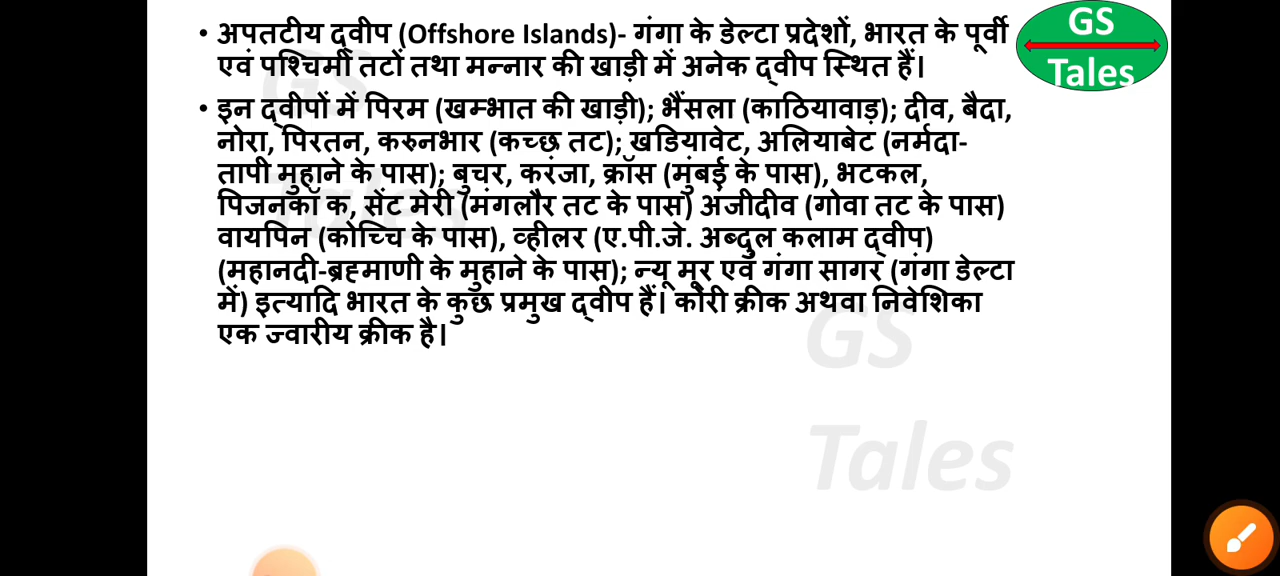 • अपतटीय द्वीप (Offshore Islands)- गंगा के डेल्टा प्रदेशों, भारत के पूर्वी
एवं पश्चिमी तटों तथा मन्नार की खाड़ी में अनेक द्वीप स्थित हैं।
• इन द्वीपों में पिरम (खम्भात की खाड़ी); भैंसला (काठियावाड़); दीव, बैदा,
नोरा, पिरतन, करुनभार (कच्छ तट); खडियावेट, अलियाबेट (नर्मदा-
तापी मुहाने के पास); बुचर, करंजा, क्रॉस (मुंबई के पास), भटकल,
पिजनकॉ क, सेंट मेरी (मंगलौर तट के पास) अंजीदीव (गोवा तट के पास)
वायपिन (कोच्चि के पास), व्हीलर (ए.पी.जे. अब्दुल कलाम द्वीप)
(महानदी-ब्रह्माणी के मुहाने के पास); न्यू मूर एवं गंगा सागर (गंगा डेल्टा
में) इत्यादि भारत के कुछ प्रमुख द्वीप हैं। कोरी क्रीक अथवा निवेशिका
एक ज्वारीय क्रीक है।
GS
Tales
GS
Tales
GS
Tales